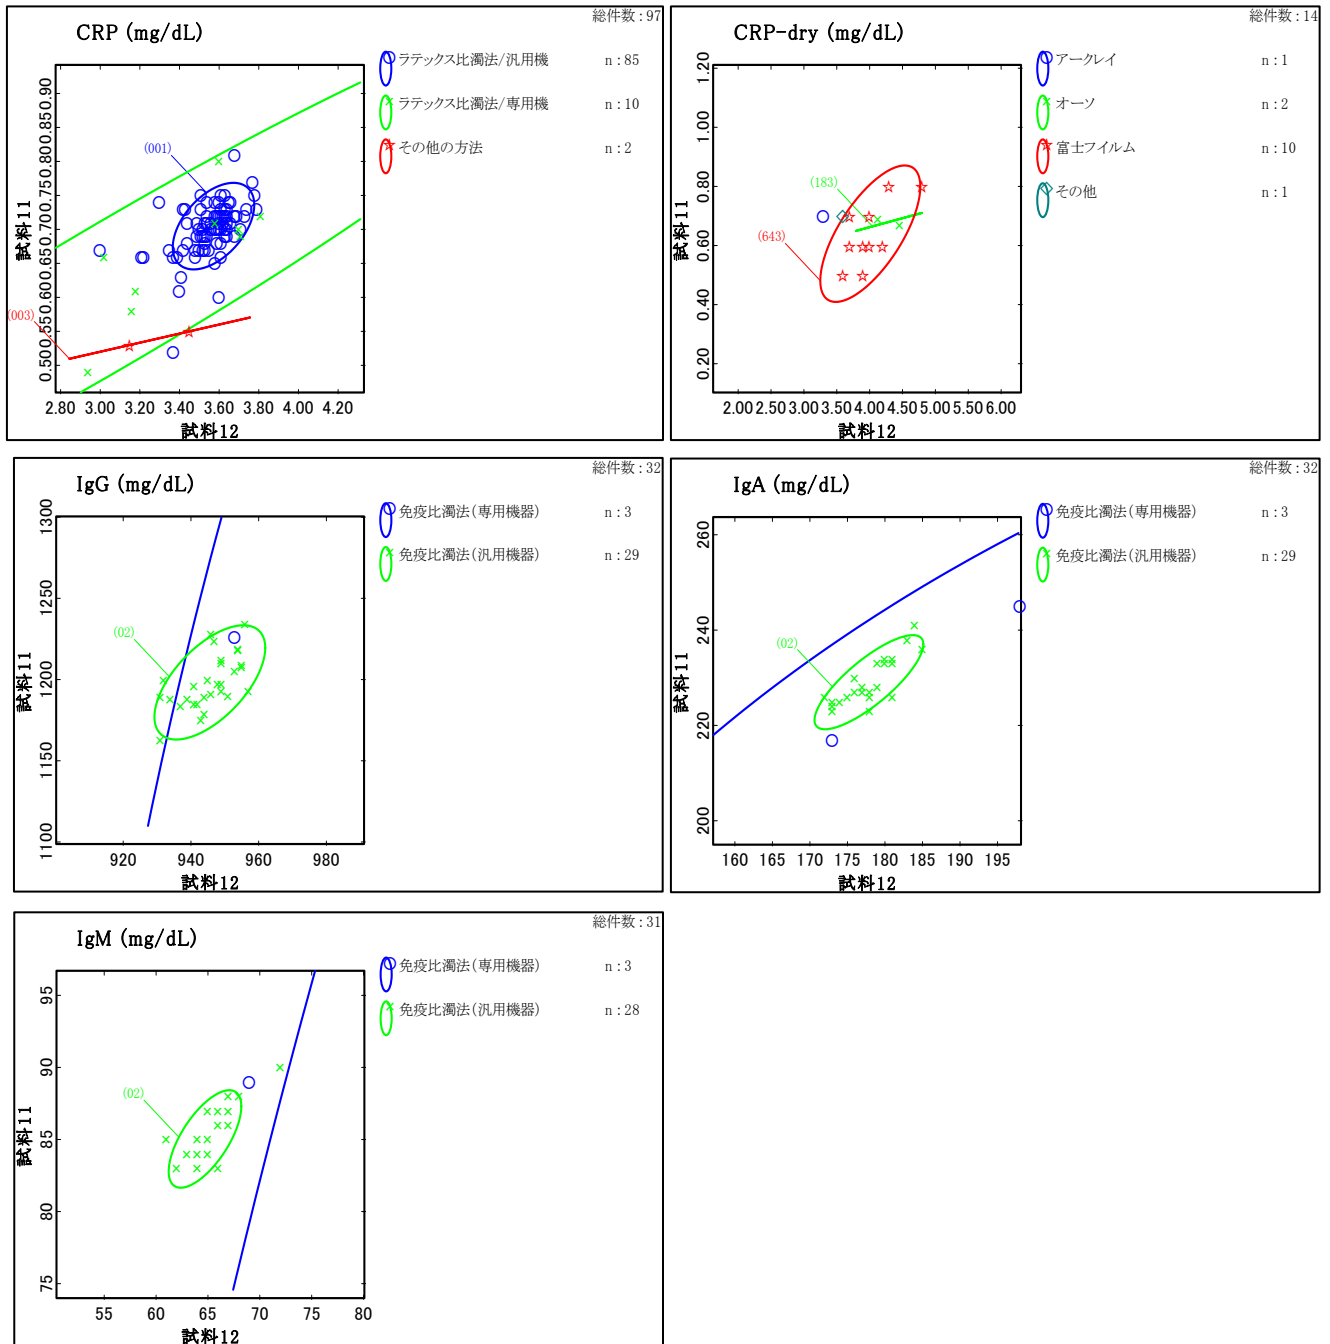 総件数：97
CRP (mg/dL)
ラテックス比濁法/汎用機 n：85
ラテックス比濁法/専用機 n：10
その他の方法 n：2
(001)
(003)
試料11
0.50 0.55 0.60 0.65 0.70 0.75 0.80 0.85 0.90
2.80 3.00 3.20 3.40 3.60 3.80 4.00 4.20
試料12
総件数：14
CRP-dry (mg/dL)
アークレイ n：1
オーソ n：2
富士フイルム n：10
その他 n：1
(183)
(643)
試料11
0.20 0.40 0.60 0.80 1.00 1.20
2.00 2.50 3.00 3.50 4.00 4.50 5.00 5.50 6.00
試料12
総件数：32
IgG (mg/dL)
免疫比濁法(専用機器) n：3
免疫比濁法(汎用機器) n：29
(02)
試料11
1100 1150 1200 1250 1300
920 940 960 980
試料12
総件数：32
IgA (mg/dL)
免疫比濁法(専用機器) n：3
免疫比濁法(汎用機器) n：29
(02)
試料11
200 220 240 260
160 165 170 175 180 185 190 195
試料12
総件数：31
IgM (mg/dL)
免疫比濁法(専用機器) n：3
免疫比濁法(汎用機器) n：28
(02)
試料11
75 80 85 90 95
55 60 65 70 75 80
試料12